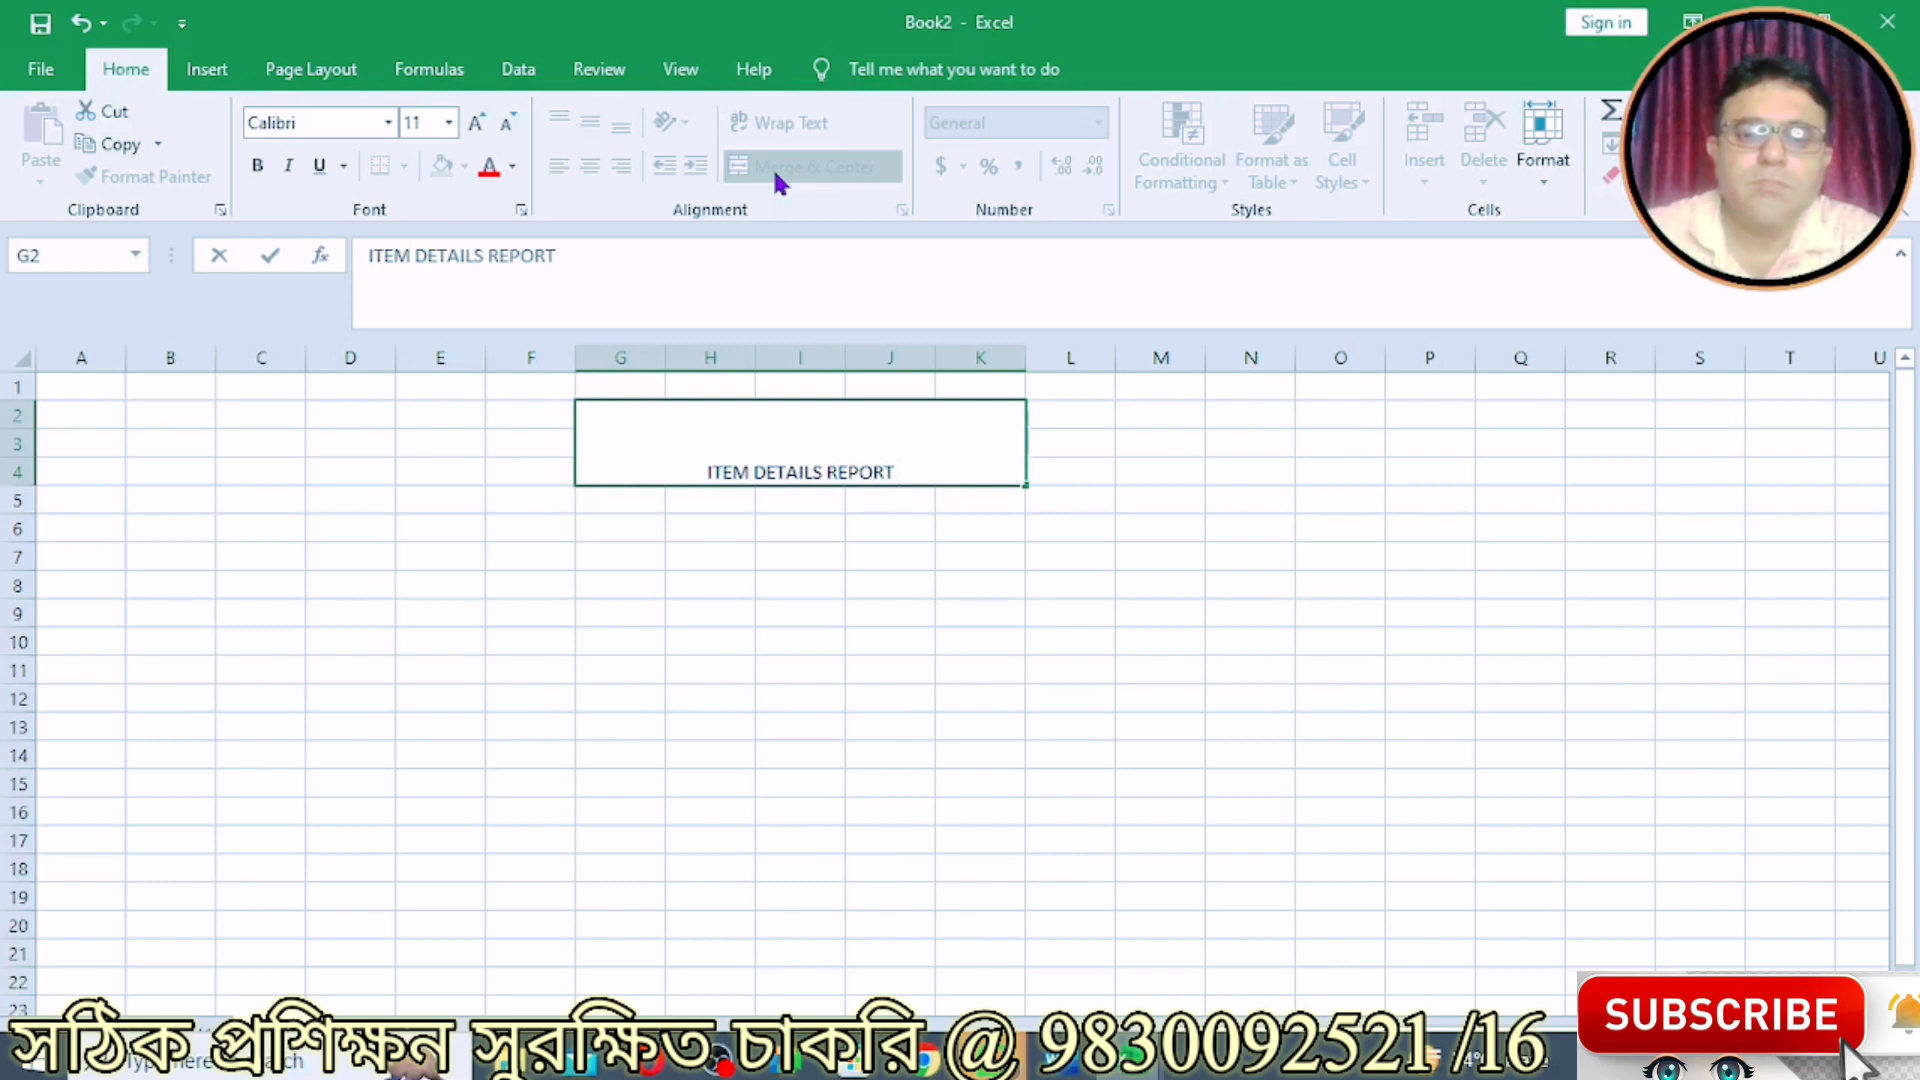 Book2 - Excel
Sign in
File Home Insert Page Layout Formulas Data Review View Help Tell me what you want to do
Paste
Cut
Copy
Format Painter
Clipboard
Calibri 11
B I U A
Font
Wrap Text
Merge & Center
Alignment
General
$ %
Number
Conditional Formatting
Format as Table
Cell Styles
Styles
Insert Delete Format
Cells
G2 fx ITEM DETAILS REPORT
A B C D E F G H I J K L M N O P Q R S T U
1
2
3
4 ITEM DETAILS REPORT
5
6
7
8
9
10
11
12
13
14
15
16
17
18
19
20
21
22
23
সঠিক প্রশিক্ষন সুরক্ষিত চাকরি @ 9830092521 /16
SUBSCRIBE